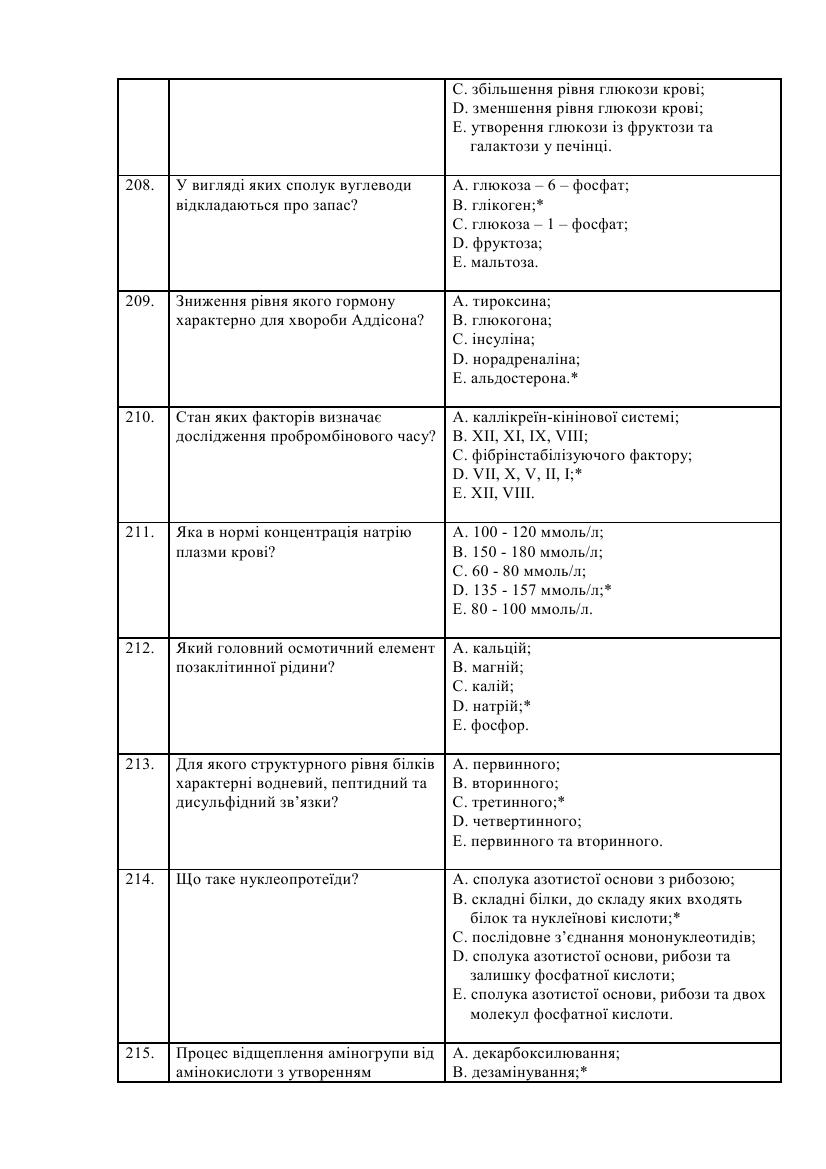 C. збільшення рівня глюкози крові;
D. зменшення рівня глюкози крові;
E. утворення глюкози із фруктози та
галактози у печінці.
208.
У вигляді яких сполук вуглеводи
відкладаються про запас?
A. глюкоза – 6 – фосфат;
B. глікоген;*
C. глюкоза – 1 – фосфат;
D. фруктоза;
E. мальтоза.
209.
Зниження рівня якого гормону
характерно для хвороби Аддісона?
A. тироксина;
B. глюкогона;
C. інсуліна;
D. норадреналіна;
E. альдостерона.*
210.
Стан яких факторів визначає
дослідження пробромбінового часу?
A. каллікреїн-кінінової системі;
B. XII, XI, IX, VIII;
C. фібрінстабілізуючого фактору;
D. VII, X, V, II, I;*
E. XII, VIII.
211.
Яка в нормі концентрація натрію
плазми крові?
A. 100 - 120 ммоль/л;
B. 150 - 180 ммоль/л;
C. 60 - 80 ммоль/л;
D. 135 - 157 ммоль/л;*
E. 80 - 100 ммоль/л.
212.
Який головний осмотичний елемент
позаклітинної рідини?
A. кальцій;
B. магній;
C. калій;
D. натрій;*
E. фосфор.
213.
Для якого структурного рівня білків
характерні водневий, пептидний та
дисульфідний зв’язки?
A. первинного;
B. вторинного;
C. третинного;*
D. четвертинного;
E. первинного та вторинного.
214.
Що таке нуклеопротеїди?
A. сполука азотистої основи з рибозою;
B. складні білки, до складу яких входять
білок та нуклеїнові кислоти;*
C. послідовне з’єднання мононуклеотидів;
D. сполука азотистої основи, рибози та
залишку фосфатної кислоти;
E. сполука азотистої основи, рибози та двох
молекул фосфатної кислоти.
215.
Процес відщеплення аміногрупи від
амінокислоти з утворенням
A. декарбоксилювання;
B. дезамінування;*